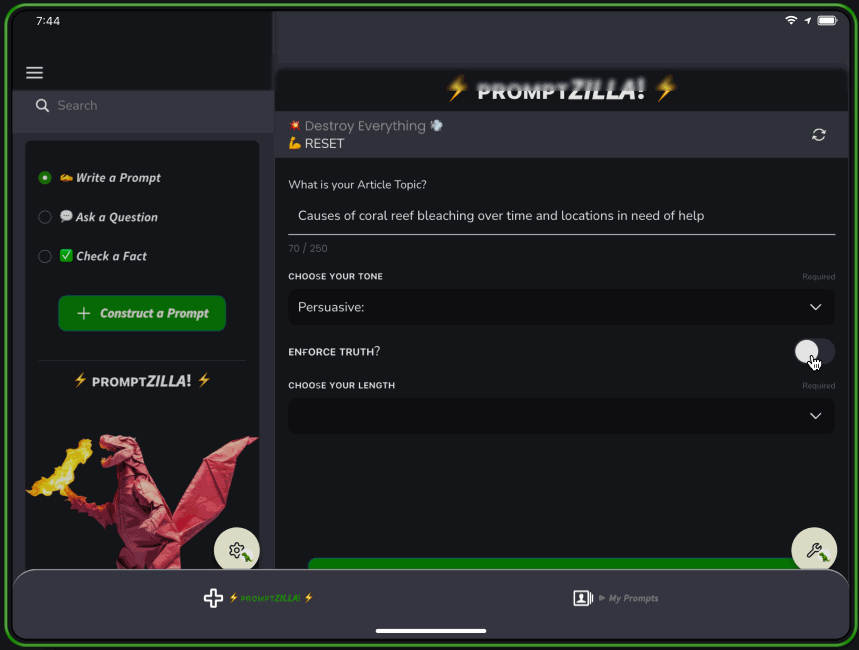 7:44
Search
Write a Prompt
Ask a Question
Check a Fact
Construct a Prompt
⚡ PROMPTZILLA! ⚡
⚡ PROMPTZILLA! ⚡
💥 Destroy Everything 💨
💪 RESET
What is your Article Topic?
Causes of coral reef bleaching over time and locations in need of help
70 / 250
CHOOSE YOUR TONE
Required
Persuasive:
ENFORCE TRUTH?
CHOOSE YOUR LENGTH
Required
⚡ PROMPTZILLA! ⚡
▶ My Prompts